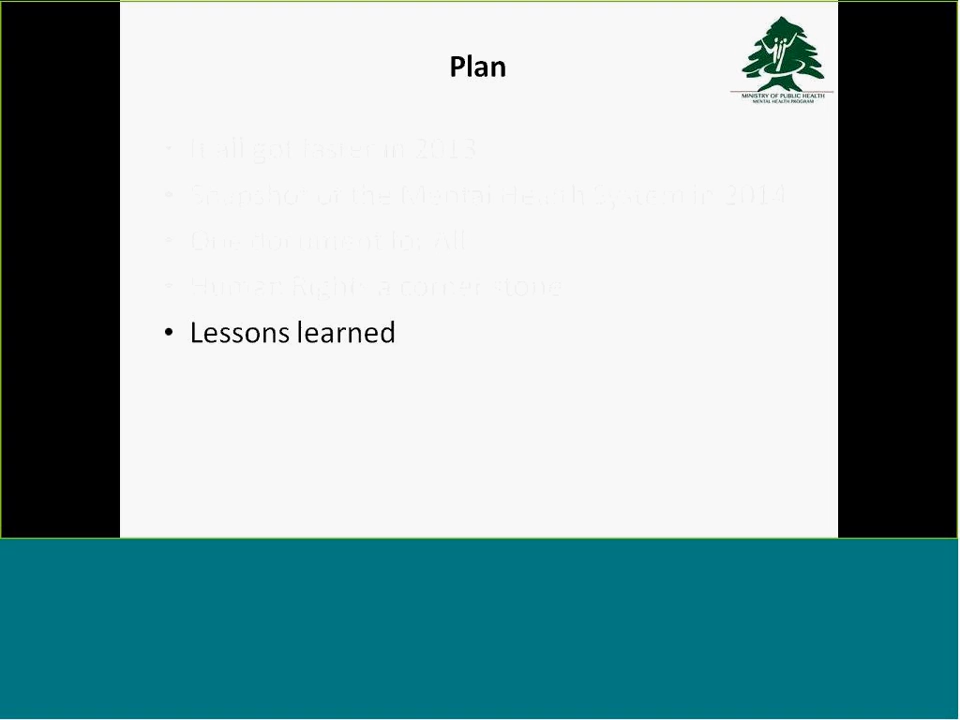 Plan
MINISTRY OF PUBLIC HEALTH
MENTAL HEALTH PROGRAM
• It all got faster in 2013
• Snapshot of the Mental Health System in 2014
• One document for All
• Human Rights a corner stone
• Lessons learned